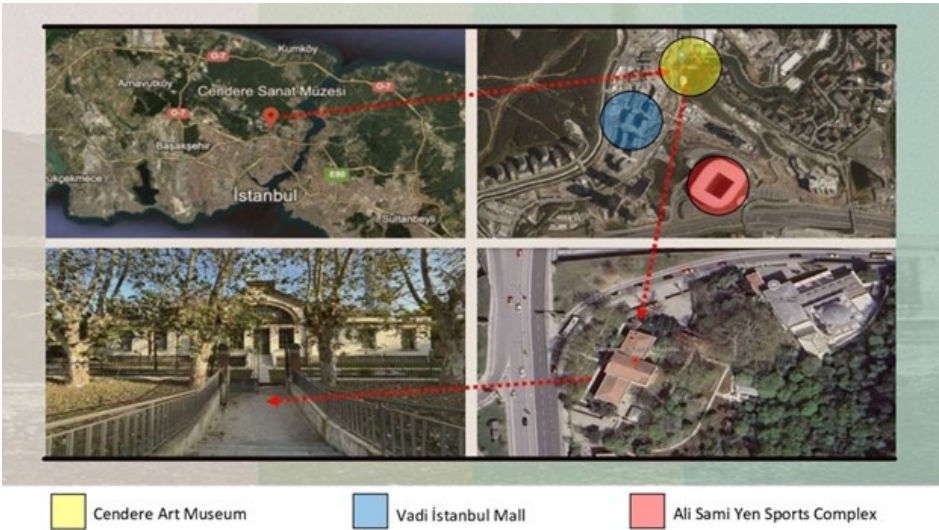 Kumköy
O-7
Arnavutköy
Cendere Sanat Müzesi
O-7
O-7
Başakşehir
ükçekmece
E80
İstanbul
Sultanbeyli
Cendere Art Museum
Vadi İstanbul Mall
Ali Sami Yen Sports Complex